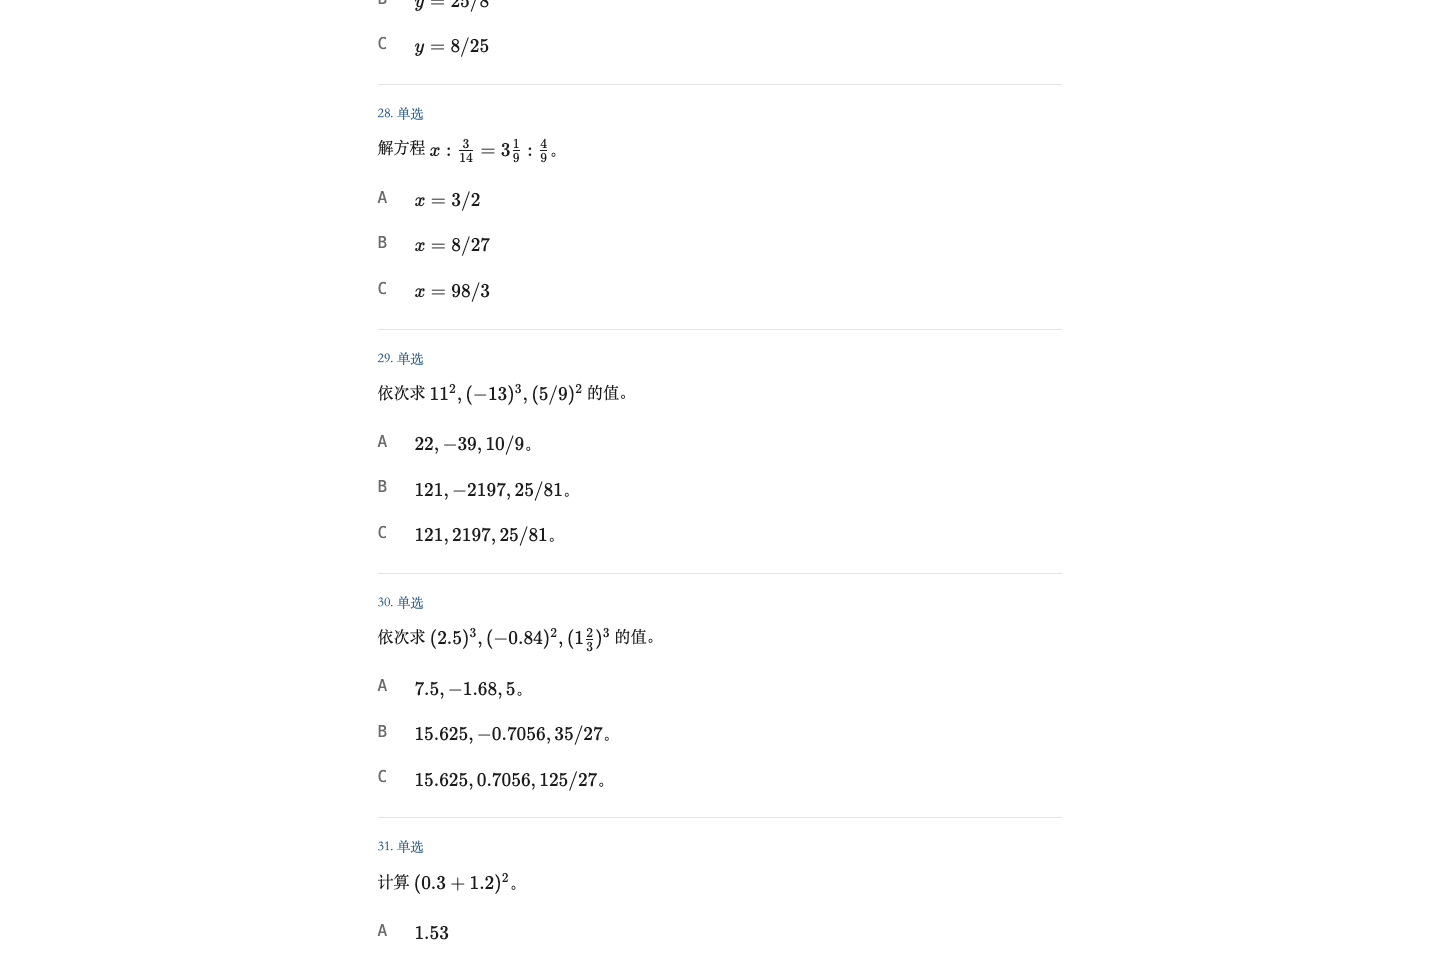 B y = 25/8
C y = 8/25
28. 单选
解方程 x : 3/14 = 3 1/9 : 4/9。
A x = 3/2
B x = 8/27
C x = 98/3
29. 单选
依次求 11², (−13)³, (5/9)² 的值。
A 22, −39, 10/9。
B 121, −2197, 25/81。
C 121, 2197, 25/81。
30. 单选
依次求 (2.5)³, (−0.84)², (1 2/3)³ 的值。
A 7.5, −1.68, 5。
B 15.625, −0.7056, 35/27。
C 15.625, 0.7056, 125/27。
31. 单选
计算 (0.3 + 1.2)²。
A 1.53